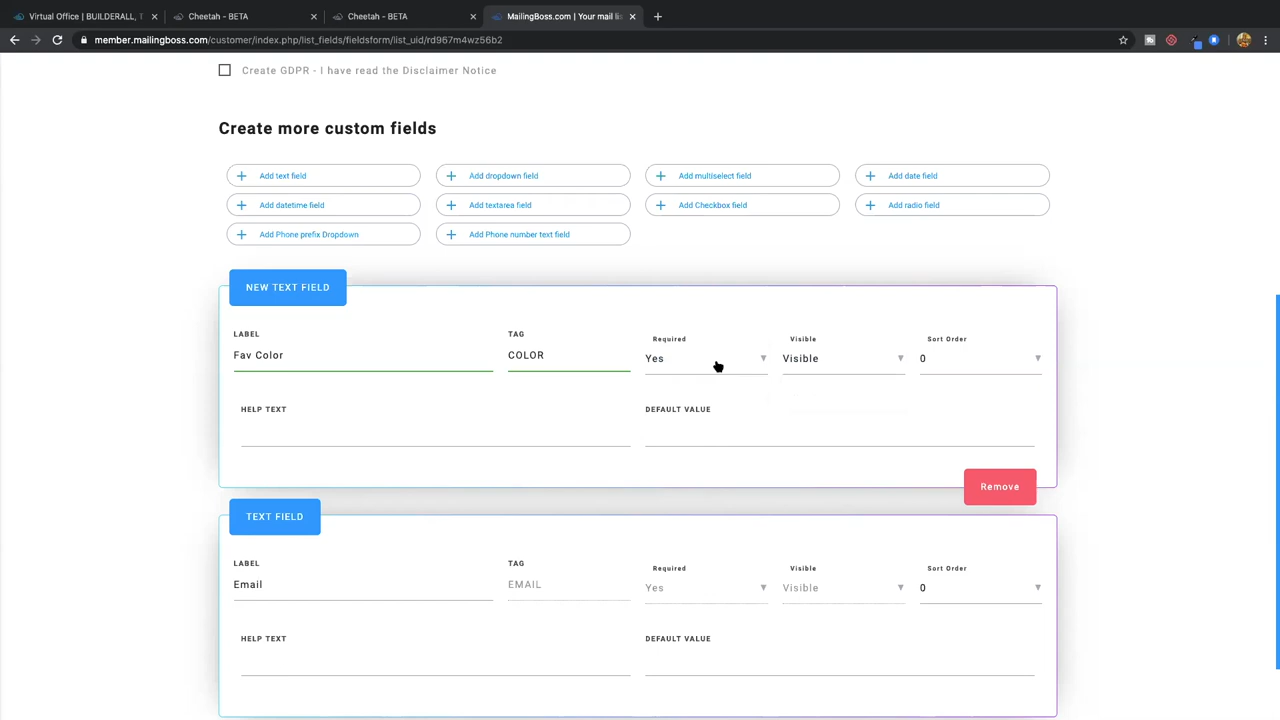 Virtual Office | BUILDERALL, T
Cheetah - BETA
Cheetah - BETA
MailingBoss.com | Your mail lis
member.mailingboss.com/customer/index.php/list_fields/fieldsform/list_uid/rd967m4wz56b2
Create GDPR - I have read the Disclaimer Notice
Create more custom fields
Add text field
Add dropdown field
Add multiselect field
Add date field
Add datetime field
Add textarea field
Add Checkbox field
Add radio field
Add Phone prefix Dropdown
Add Phone number text field
NEW TEXT FIELD
LABEL
TAG
Required
Visible
Sort Order
Fav Color
COLOR
Yes
Visible
0
HELP TEXT
DEFAULT VALUE
Remove
TEXT FIELD
LABEL
TAG
Required
Visible
Sort Order
Email
EMAIL
Yes
Visible
0
HELP TEXT
DEFAULT VALUE